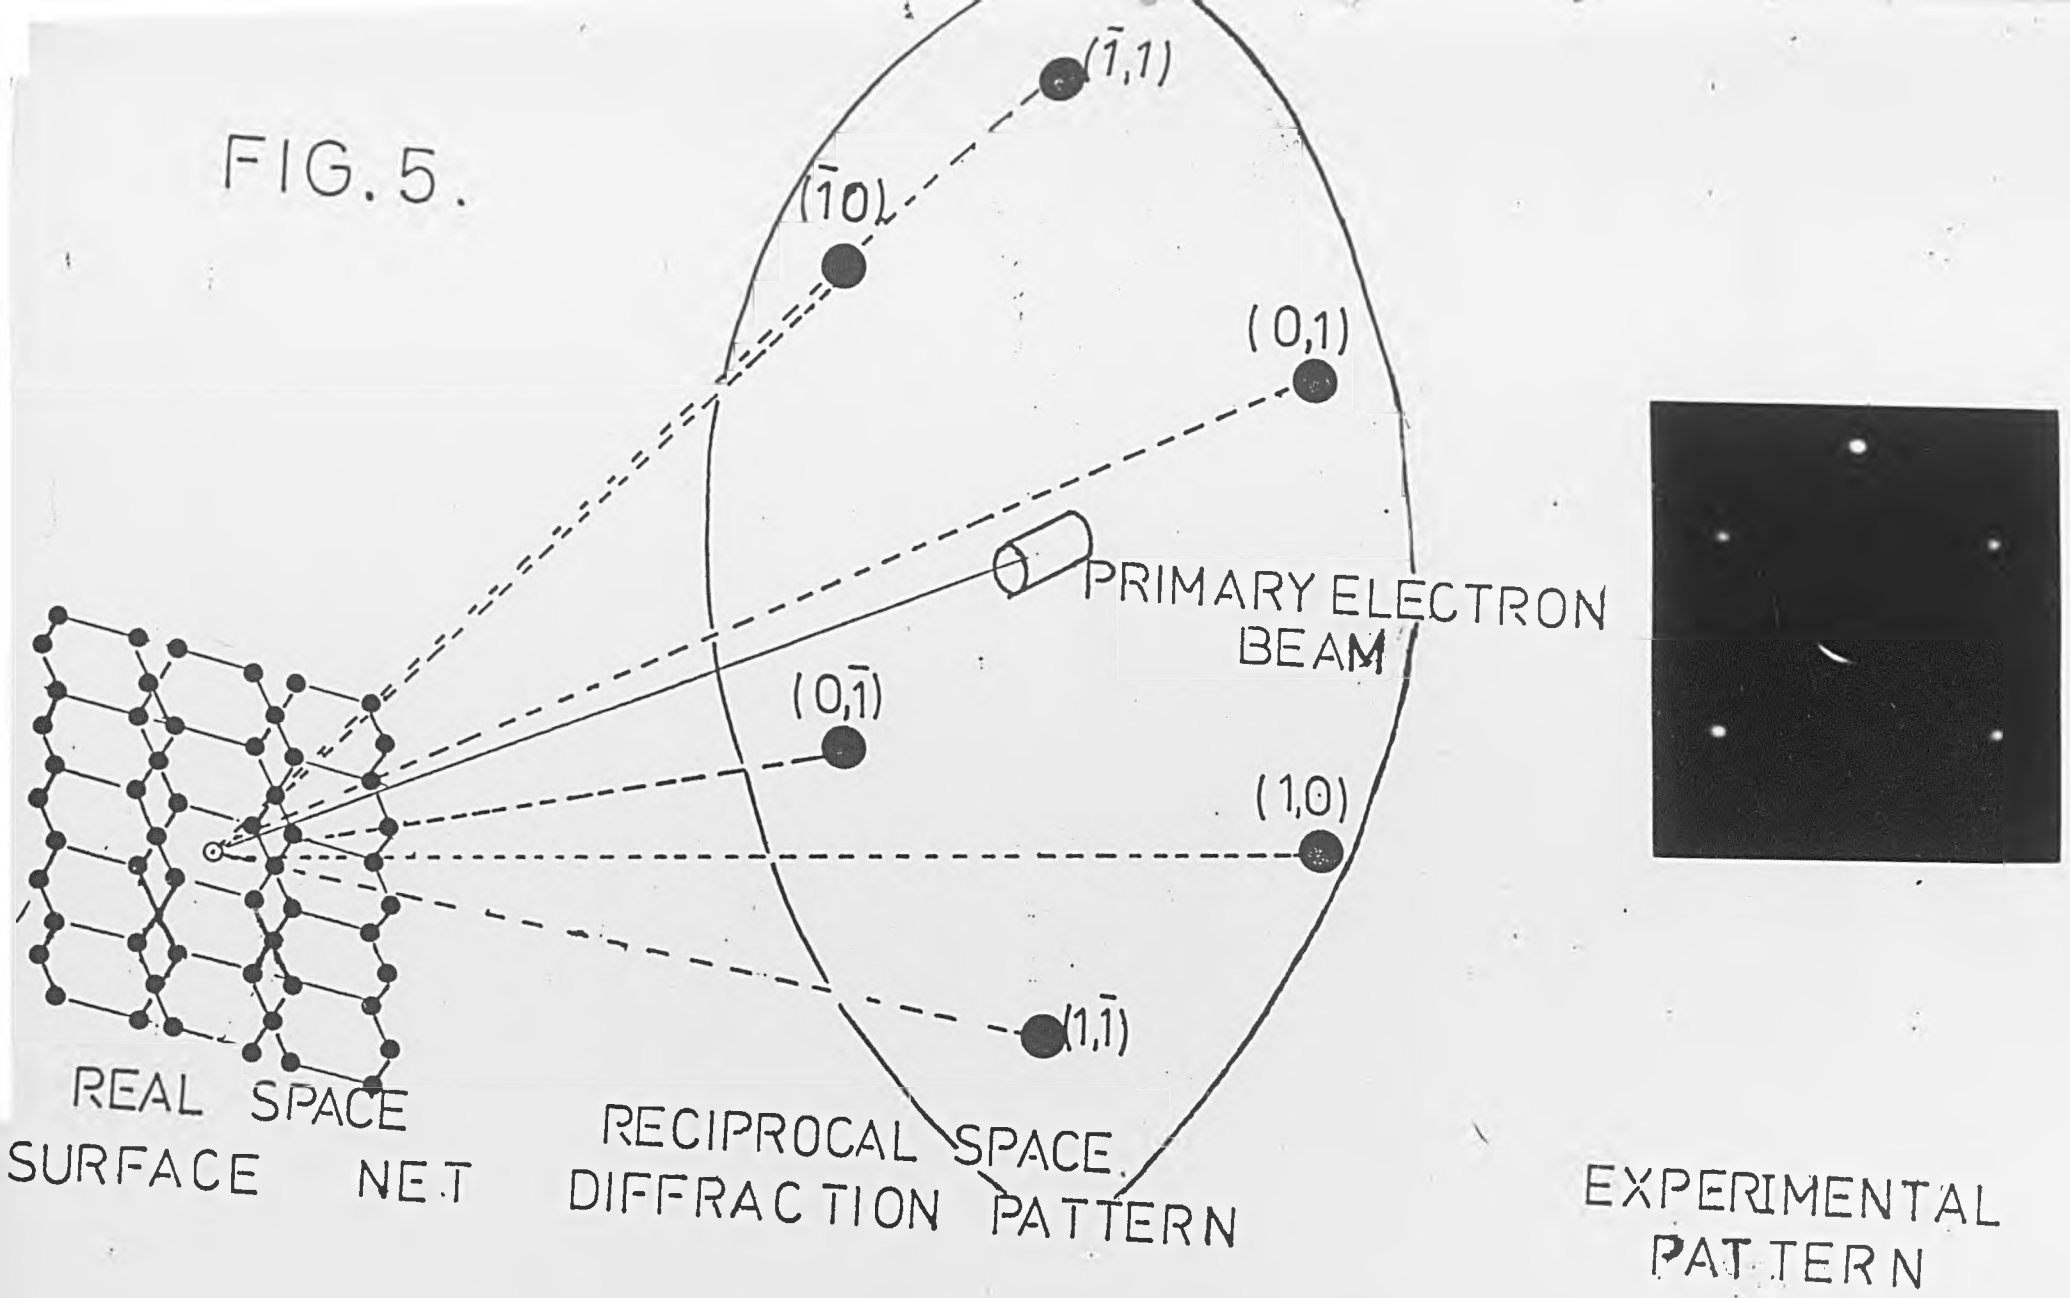 FIG. 5.
(1̄,1)
(1̄0)
(0,1)
PRIMARY ELECTRON
BEAM
(0,1̄)
(1,0)
(1,1̄)
REAL SPACE
SURFACE NET
RECIPROCAL SPACE.
DIFFRACTION PATTERN
EXPERIMENTAL
PATTERN